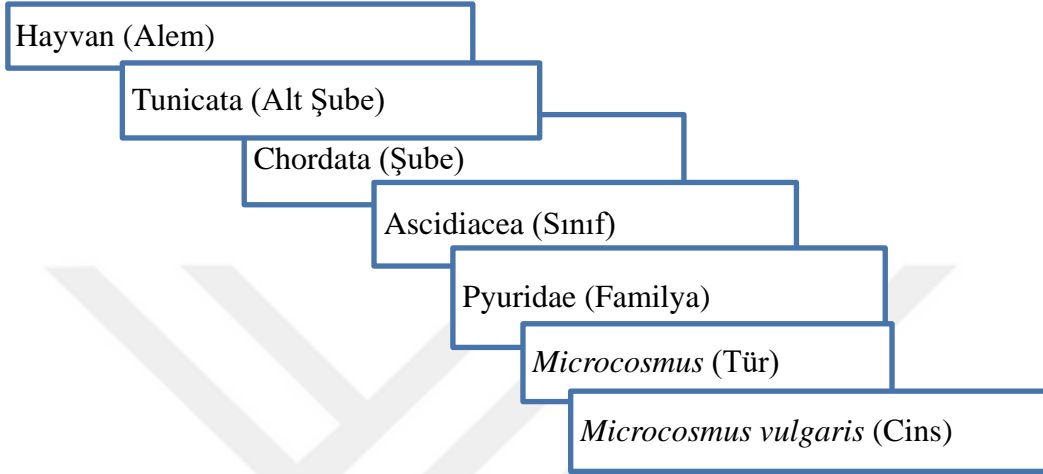 Hayvan (Alem)
Tunicata (Alt Şube)
Chordata (Şube)
Ascidiacea (Sınıf)
Pyuridae (Familya)
Microcosmus (Tür)
Microcosmus vulgaris (Cins)